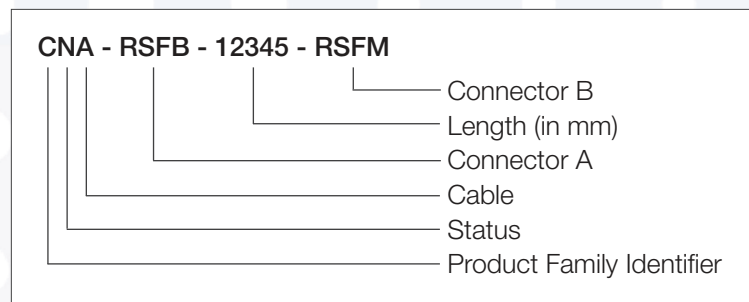 CNA - RSFB - 12345 - RSFM
Connector B
Length (in mm)
Connector A
Cable
Status
Product Family Identifier